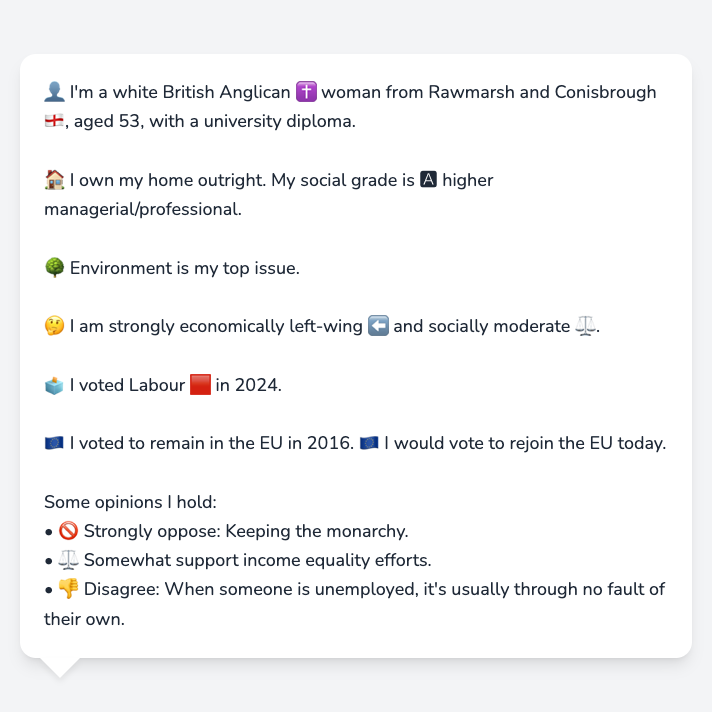 👤 I'm a white British Anglican ✝️ woman from Rawmarsh and Conisbrough
🏴󠁧󠁢󠁥󠁮󠁧󠁿, aged 53, with a university diploma.
🏠 I own my home outright. My social grade is 🅰 higher
managerial/professional.
🌳 Environment is my top issue.
🤔 I am strongly economically left-wing ⬅️ and socially moderate ⚖️.
🗳️ I voted Labour 🟥 in 2024.
🇪🇺 I voted to remain in the EU in 2016. 🇪🇺 I would vote to rejoin the EU today.
Some opinions I hold:
• 🚫 Strongly oppose: Keeping the monarchy.
• ⚖️ Somewhat support income equality efforts.
• 👎 Disagree: When someone is unemployed, it's usually through no fault of
their own.